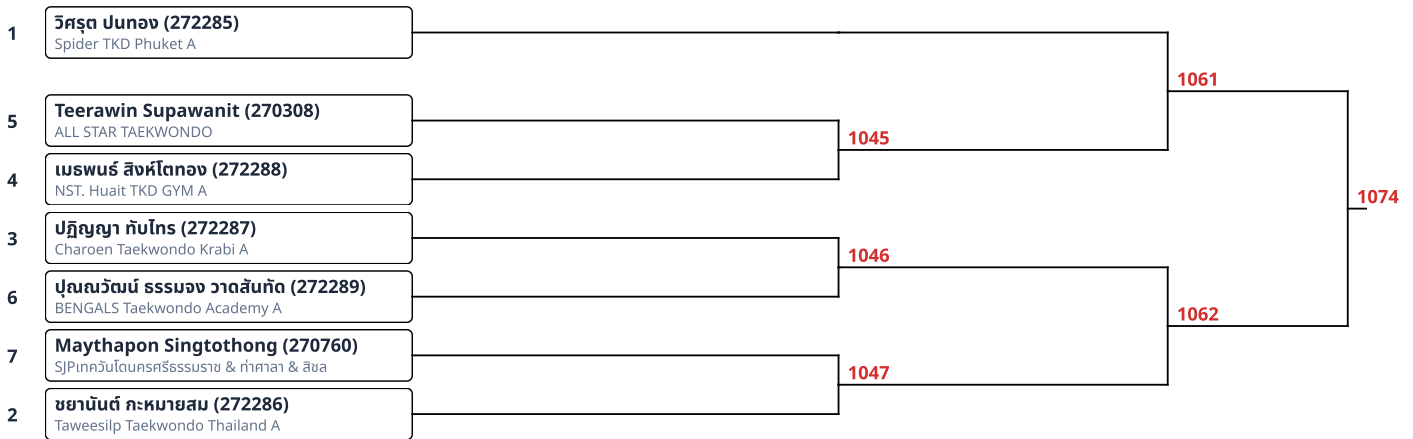 1
วิศรุต ปนทอง (272285)
Spider TKD Phuket A
1061
5
Teerawin Supawanit (270308)
ALL STAR TAEKWONDO
1045
4
เมธพนธ์ สิงห์โตทอง (272288)
NST. Huait TKD GYM A
1074
3
ปฏิญญา ทับไทร (272287)
Charoen Taekwondo Krabi A
1046
6
ปุณณวัฒน์ ธรรมจง วาดสันทัด (272289)
BENGALS Taekwondo Academy A
1062
7
Maythapon Singtothong (270760)
SJPเทควันโดนครศรีธรรมราช & ท่าศาลา & สิชล
1047
2
ชยานันต์ กะหมายสม (272286)
Taweesilp Taekwondo Thailand A